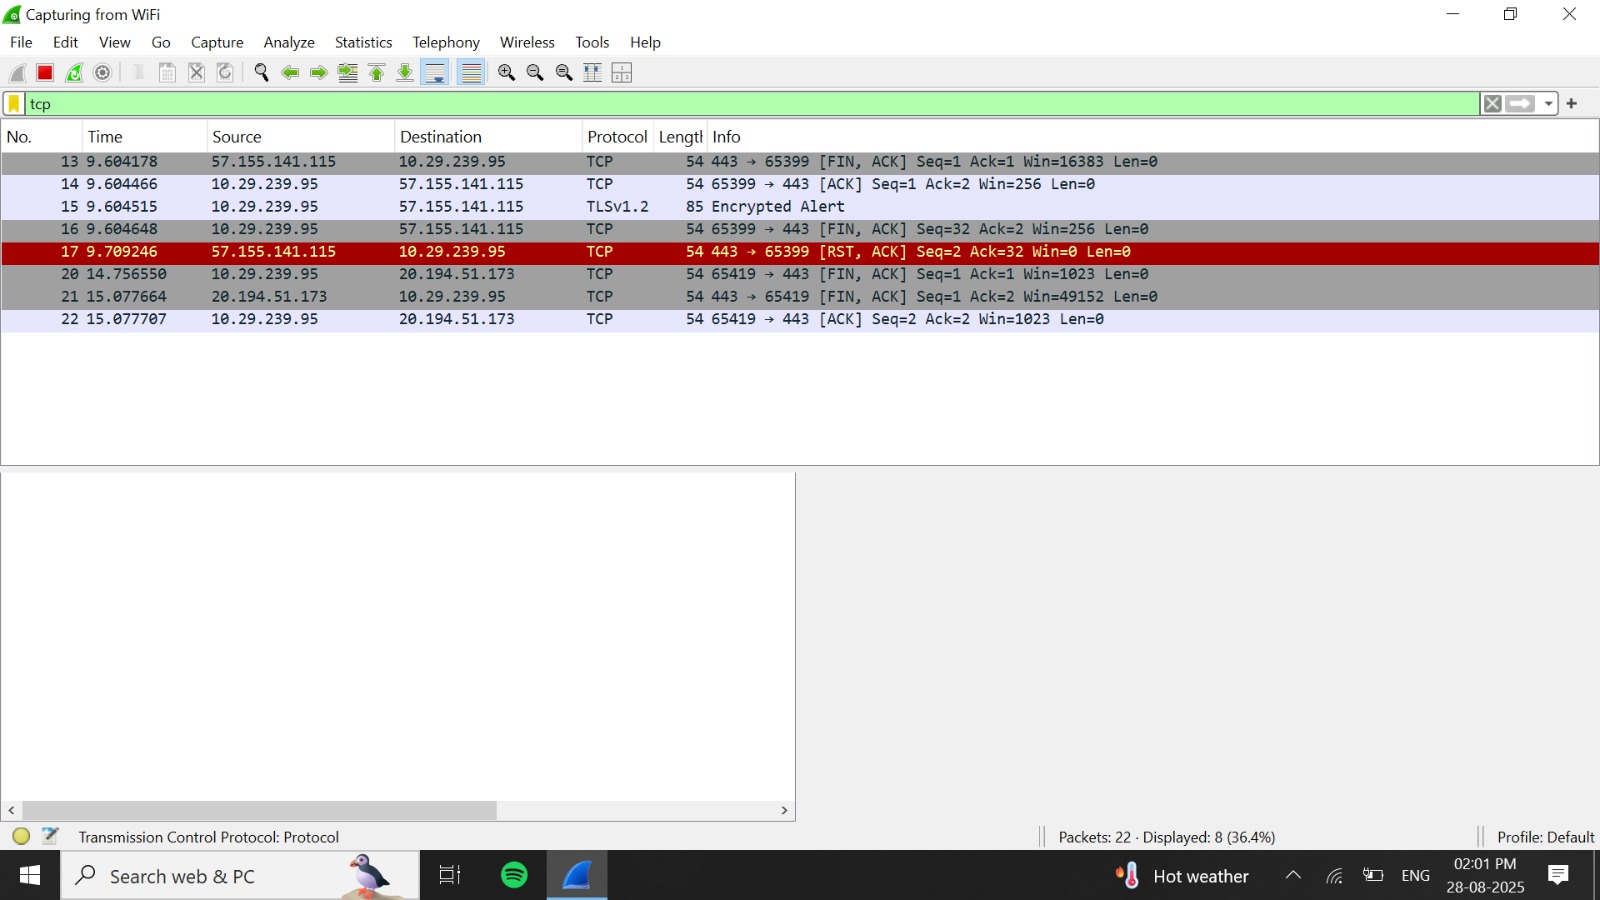 Capturing from WiFi
File Edit View Go Capture Analyze Statistics Telephony Wireless Tools Help
tcp
No. Time Source Destination Protocol Length Info
13 9.604178 57.155.141.115 10.29.239.95 TCP 54 443 → 65399 [FIN, ACK] Seq=1 Ack=1 Win=16383 Len=0
14 9.604466 10.29.239.95 57.155.141.115 TCP 54 65399 → 443 [ACK] Seq=1 Ack=2 Win=256 Len=0
15 9.604515 10.29.239.95 57.155.141.115 TLSv1.2 85 Encrypted Alert
16 9.604648 10.29.239.95 57.155.141.115 TCP 54 65399 → 443 [FIN, ACK] Seq=32 Ack=2 Win=256 Len=0
17 9.709246 57.155.141.115 10.29.239.95 TCP 54 443 → 65399 [RST, ACK] Seq=2 Ack=32 Win=0 Len=0
20 14.756550 10.29.239.95 20.194.51.173 TCP 54 65419 → 443 [FIN, ACK] Seq=1 Ack=1 Win=1023 Len=0
21 15.077664 20.194.51.173 10.29.239.95 TCP 54 443 → 65419 [FIN, ACK] Seq=1 Ack=2 Win=49152 Len=0
22 15.077707 10.29.239.95 20.194.51.173 TCP 54 65419 → 443 [ACK] Seq=2 Ack=2 Win=1023 Len=0
Transmission Control Protocol: Protocol Packets: 22 · Displayed: 8 (36.4%) Profile: Default
Search web & PC Hot weather ENG 02:01 PM
28-08-2025